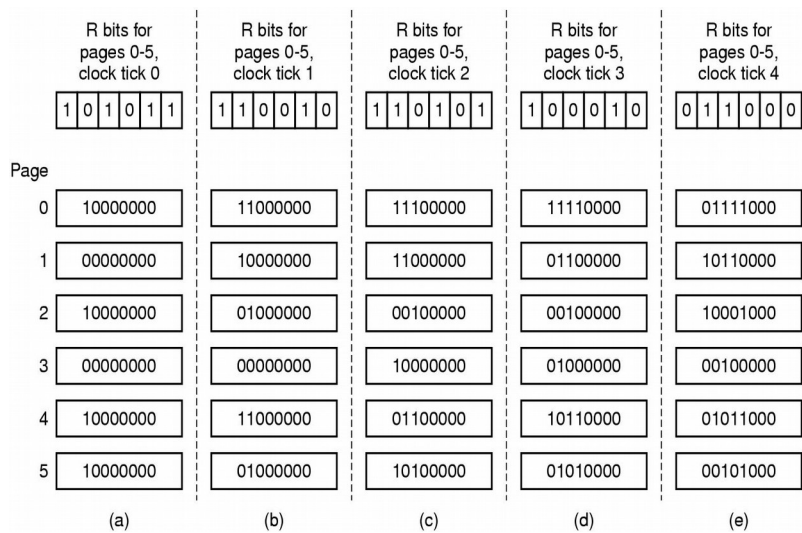 R bits for
pages 0-5,
clock tick 0
R bits for
pages 0-5,
clock tick 1
R bits for
pages 0-5,
clock tick 2
R bits for
pages 0-5,
clock tick 3
R bits for
pages 0-5,
clock tick 4
1 0 1 0 1 1
1 1 0 0 1 0
1 1 0 1 0 1
1 0 0 0 1 0
0 1 1 0 0 0
Page
0 10000000 11000000 11100000 11110000 01111000
1 00000000 10000000 11000000 01100000 10110000
2 10000000 01000000 00100000 00100000 10001000
3 00000000 00000000 10000000 01000000 00100000
4 10000000 11000000 01100000 10110000 01011000
5 10000000 01000000 10100000 01010000 00101000
(a) (b) (c) (d) (e)